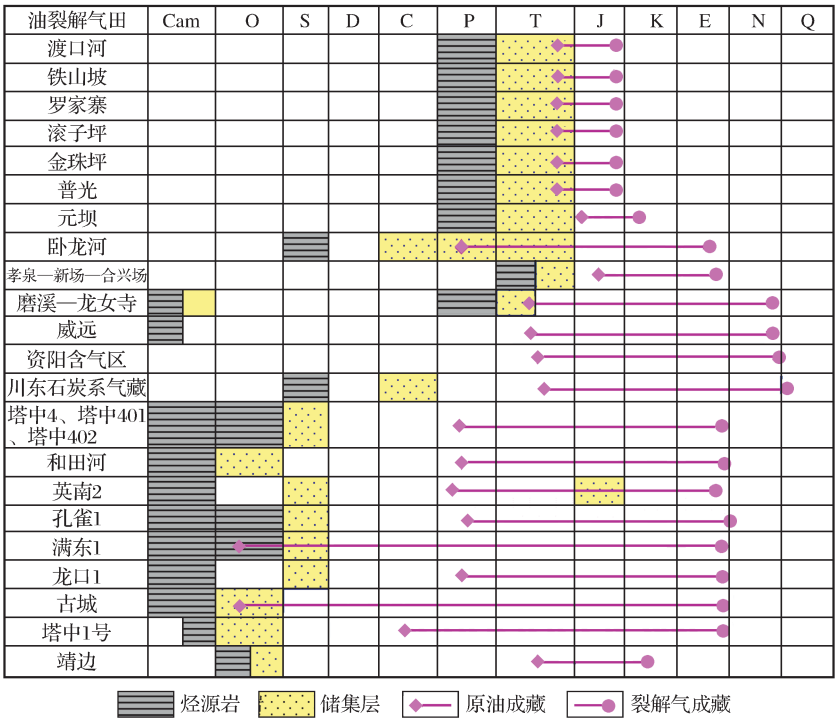 油裂解气田 Cam O S D C P T J K E N Q
渡口河
铁山坡
罗家寨
滚子坪
金珠坪
普光
元坝
卧龙河
孝泉—新场—合兴场
磨溪—龙女寺
威远
资阳含气区
川东石炭系气藏
塔中4、塔中401
、塔中402
和田河
英南2
孔雀1
满东1
龙口1
古城
塔中1号
靖边
烃源岩 储集层 原油成藏 裂解气成藏